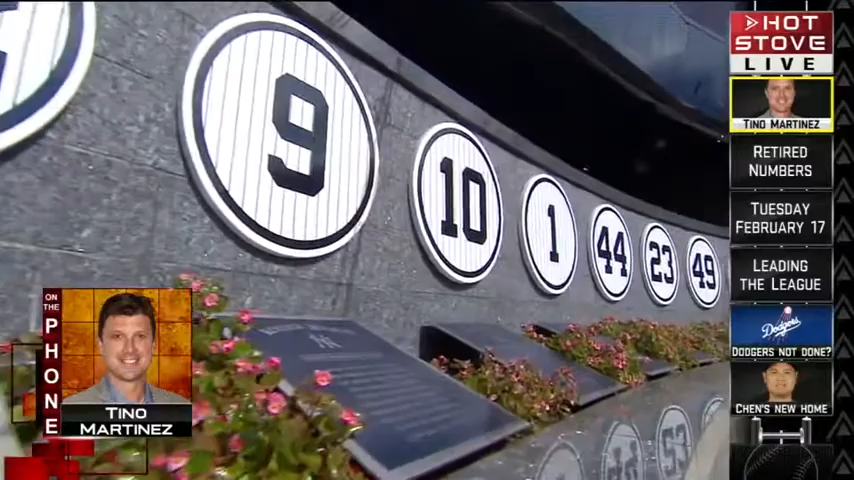 9
10
1
44
23
49
53
ON
THE
PHONE
TINO
MARTINEZ
HOT
STOVE
LIVE
TINO MARTINEZ
RETIRED
NUMBERS
TUESDAY
FEBRUARY 17
LEADING
THE LEAGUE
Dodgers
DODGERS NOT DONE?
CHEN'S NEW HOME